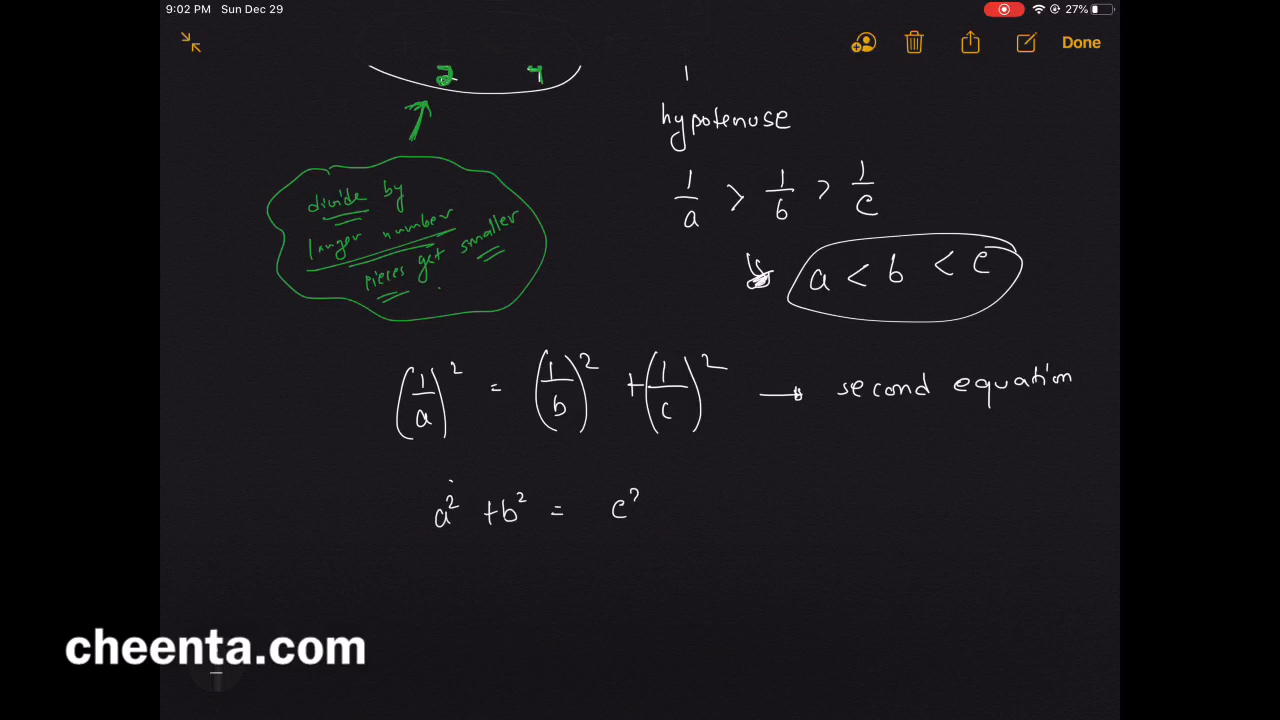 9:02 PM Sun Dec 29
27%
Done
2 4
1
hypotenuse
1/a > 1/b > 1/c
a < b < c
divide by
larger number
pieces get smaller
(1/a)² = (1/b)² + (1/c)² → second equation
a² + b² = c²
cheenta.com